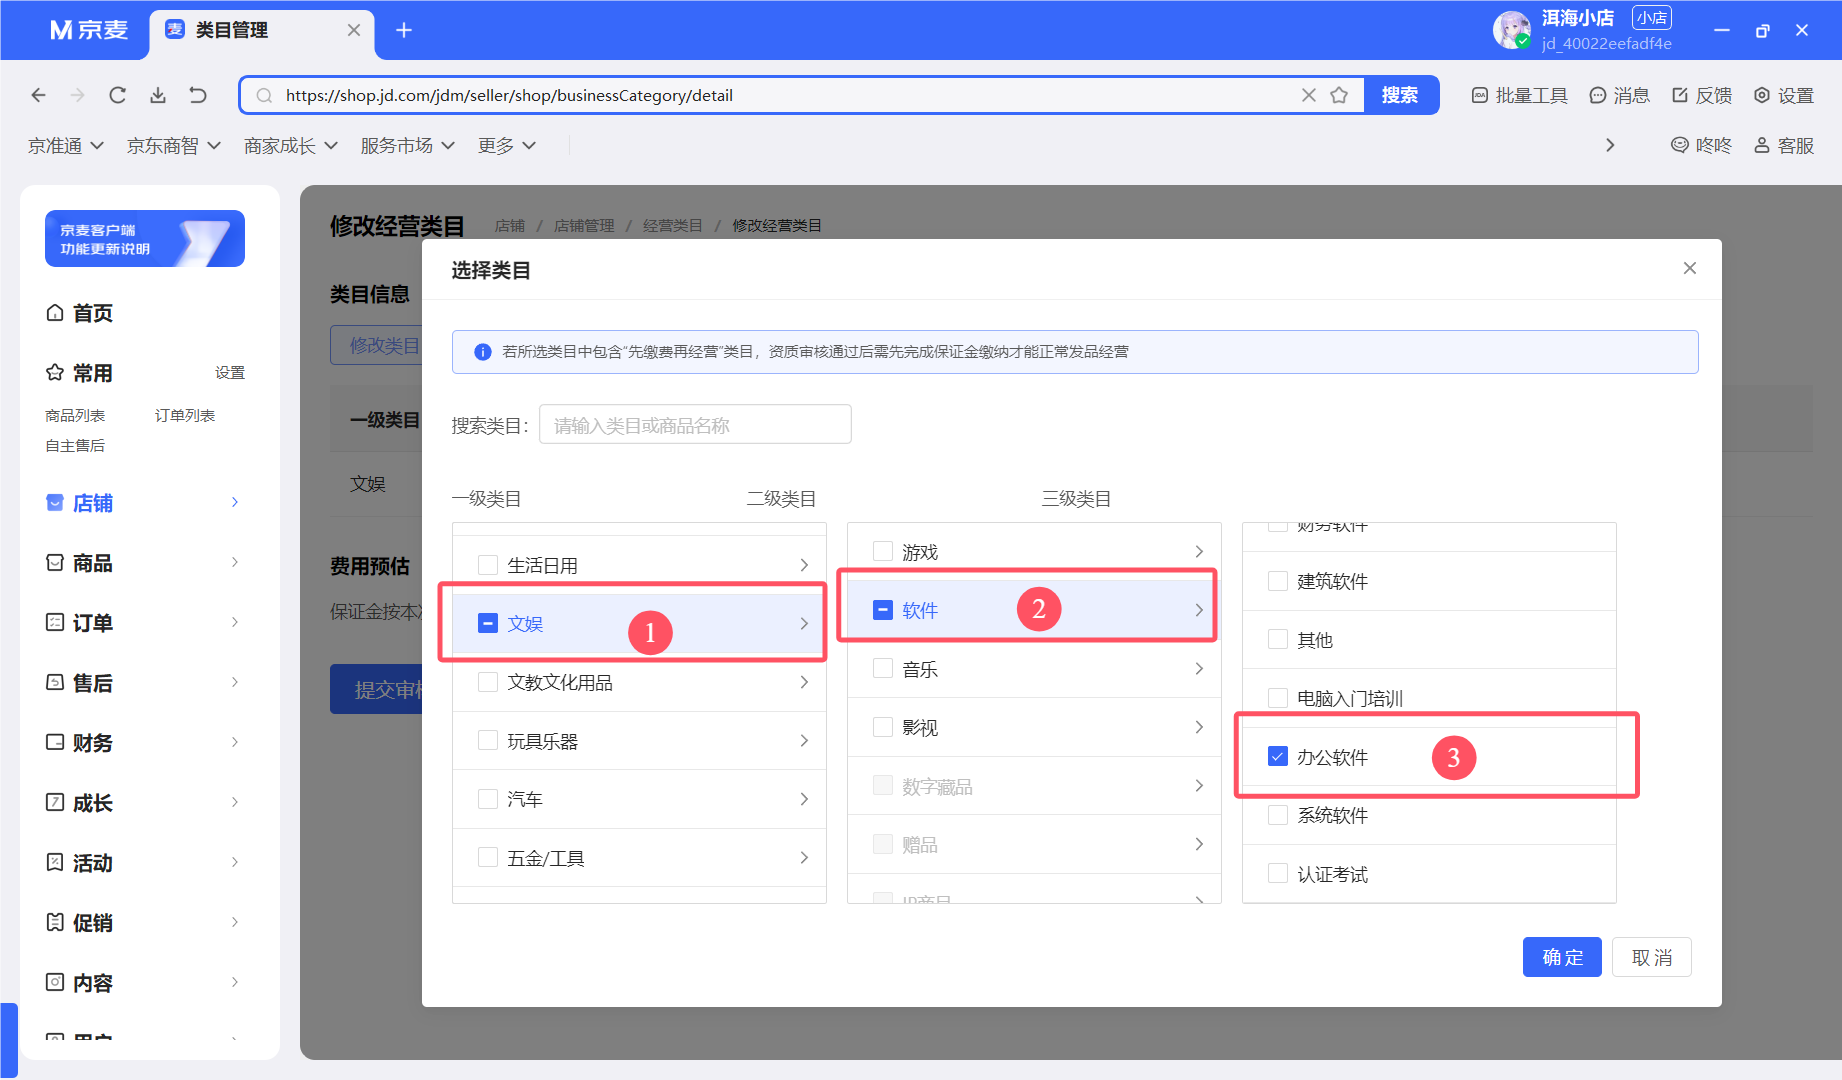 京麦
麦 类目管理
洱海小店 小店
jd_40022eefadf4e
https://shop.jd.com/jdm/seller/shop/businessCategory/detail
搜索
批量工具 消息 反馈 设置
京准通 京东商智 商家成长 服务市场 更多
咚咚 客服
京麦客户端
功能更新说明
首页
常用 设置
商品列表 订单列表
自主售后
店铺
商品
订单
售后
财务
成长
活动
促销
内容
修改经营类目 店铺 / 店铺管理 / 经营类目 / 修改经营类目
类目信息
修改类目
一级类目
文娱
费用预估
保证金按本
提交审
选择类目
若所选类目中包含“先缴费再经营”类目，资质审核通过后需先完成保证金缴纳才能正常发品经营
搜索类目： 请输入类目或商品名称
一级类目 二级类目 三级类目
生活日用
文娱 1
文教文化用品
玩具乐器
汽车
五金/工具
游戏
软件 2
音乐
影视
数字藏品
赠品
财务软件
建筑软件
其他
电脑入门培训
办公软件 3
系统软件
认证考试
确定 取消